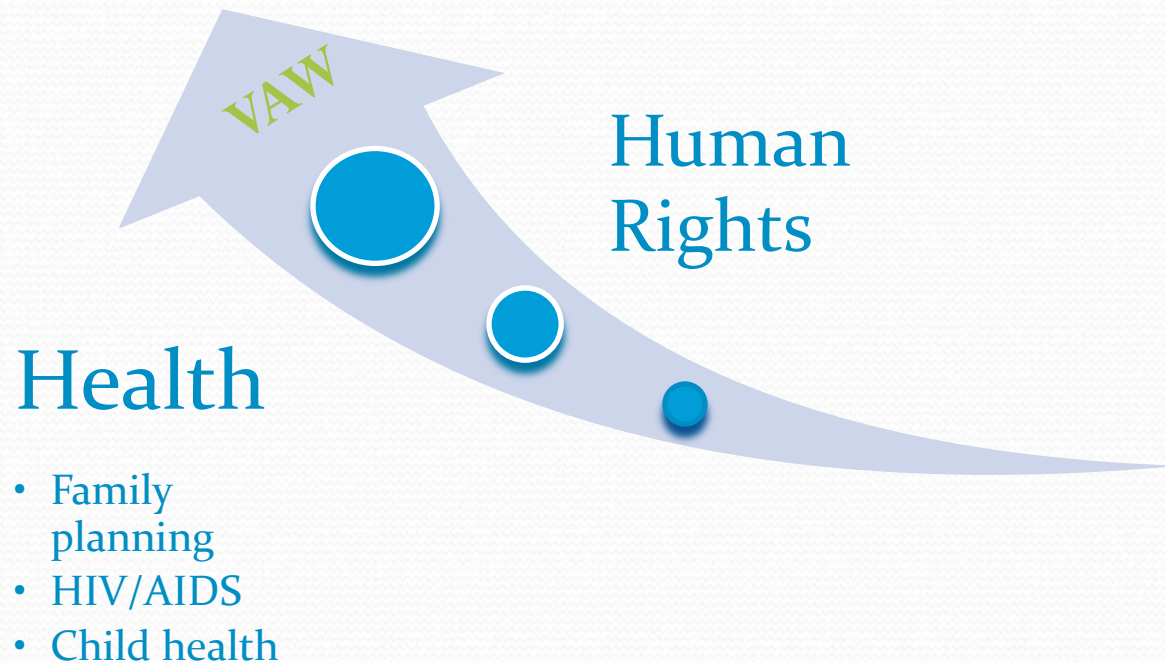 VAW
Human
Rights
Health
• Family
planning
• HIV/AIDS
• Child health